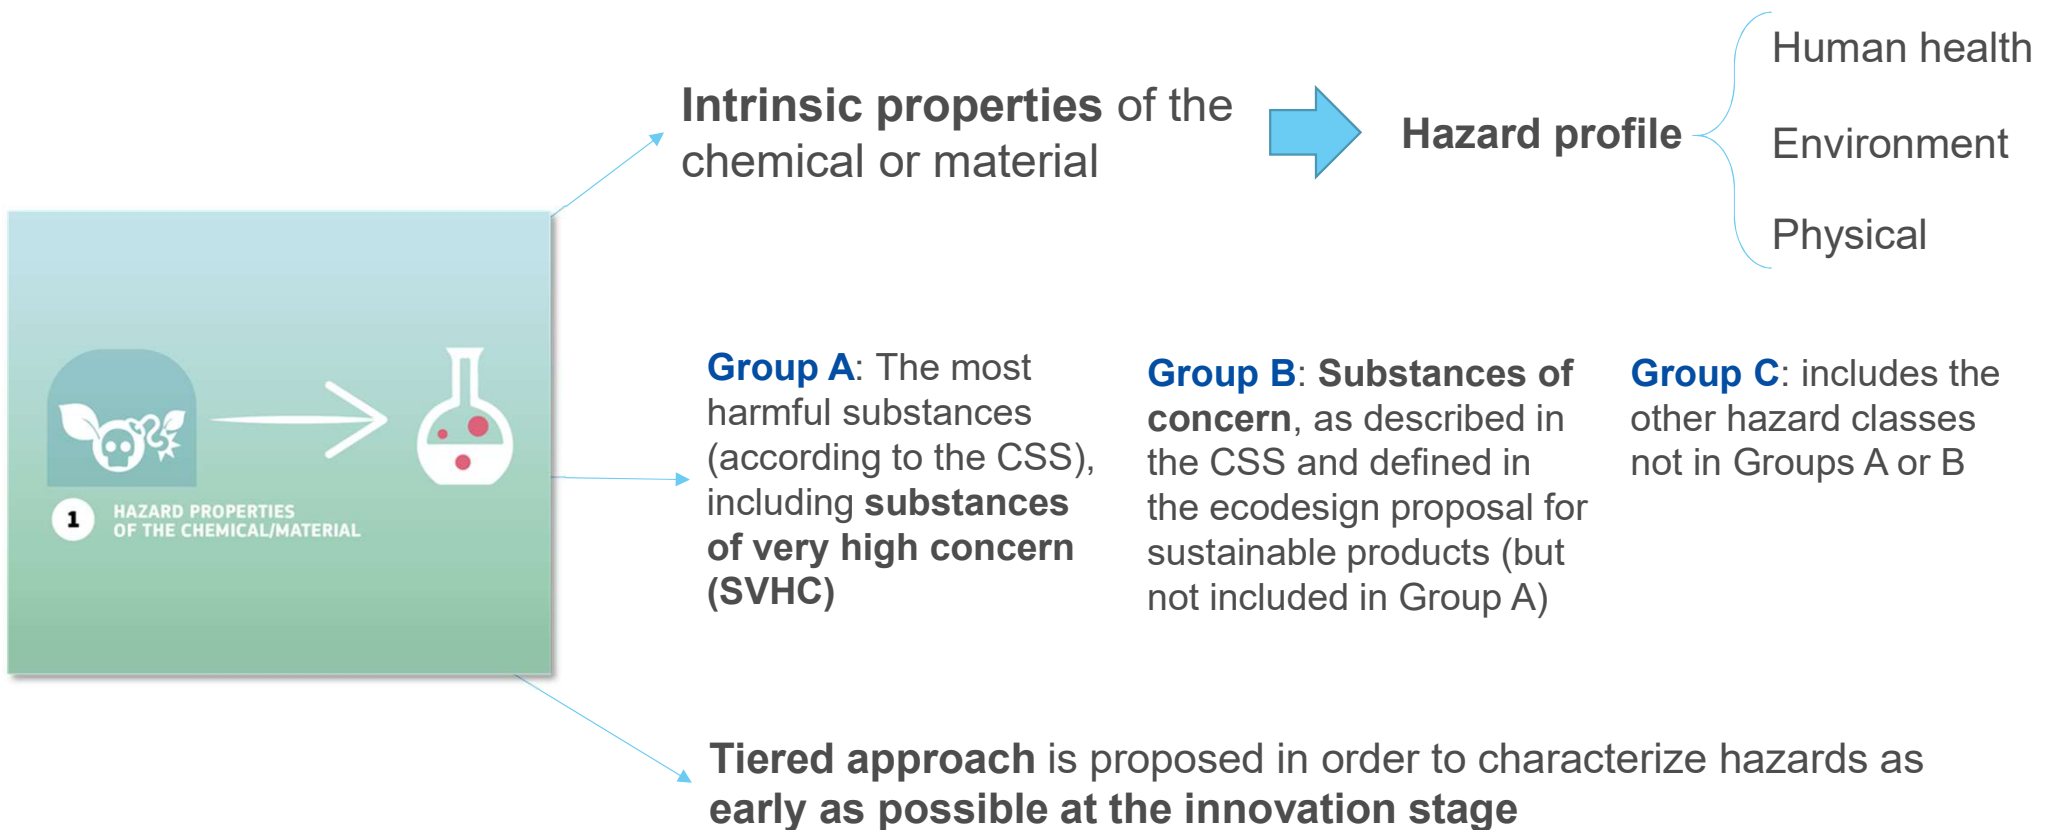 Intrinsic properties of the
chemical or material
Hazard profile
Human health
Environment
Physical
1
HAZARD PROPERTIES
OF THE CHEMICAL/MATERIAL
Group A: The most
harmful substances
(according to the CSS),
including substances
of very high concern
(SVHC)
Group B: Substances of
concern, as described in
the CSS and defined in
the ecodesign proposal for
sustainable products (but
not included in Group A)
Group C: includes the
other hazard classes
not in Groups A or B
Tiered approach is proposed in order to characterize hazards as
early as possible at the innovation stage